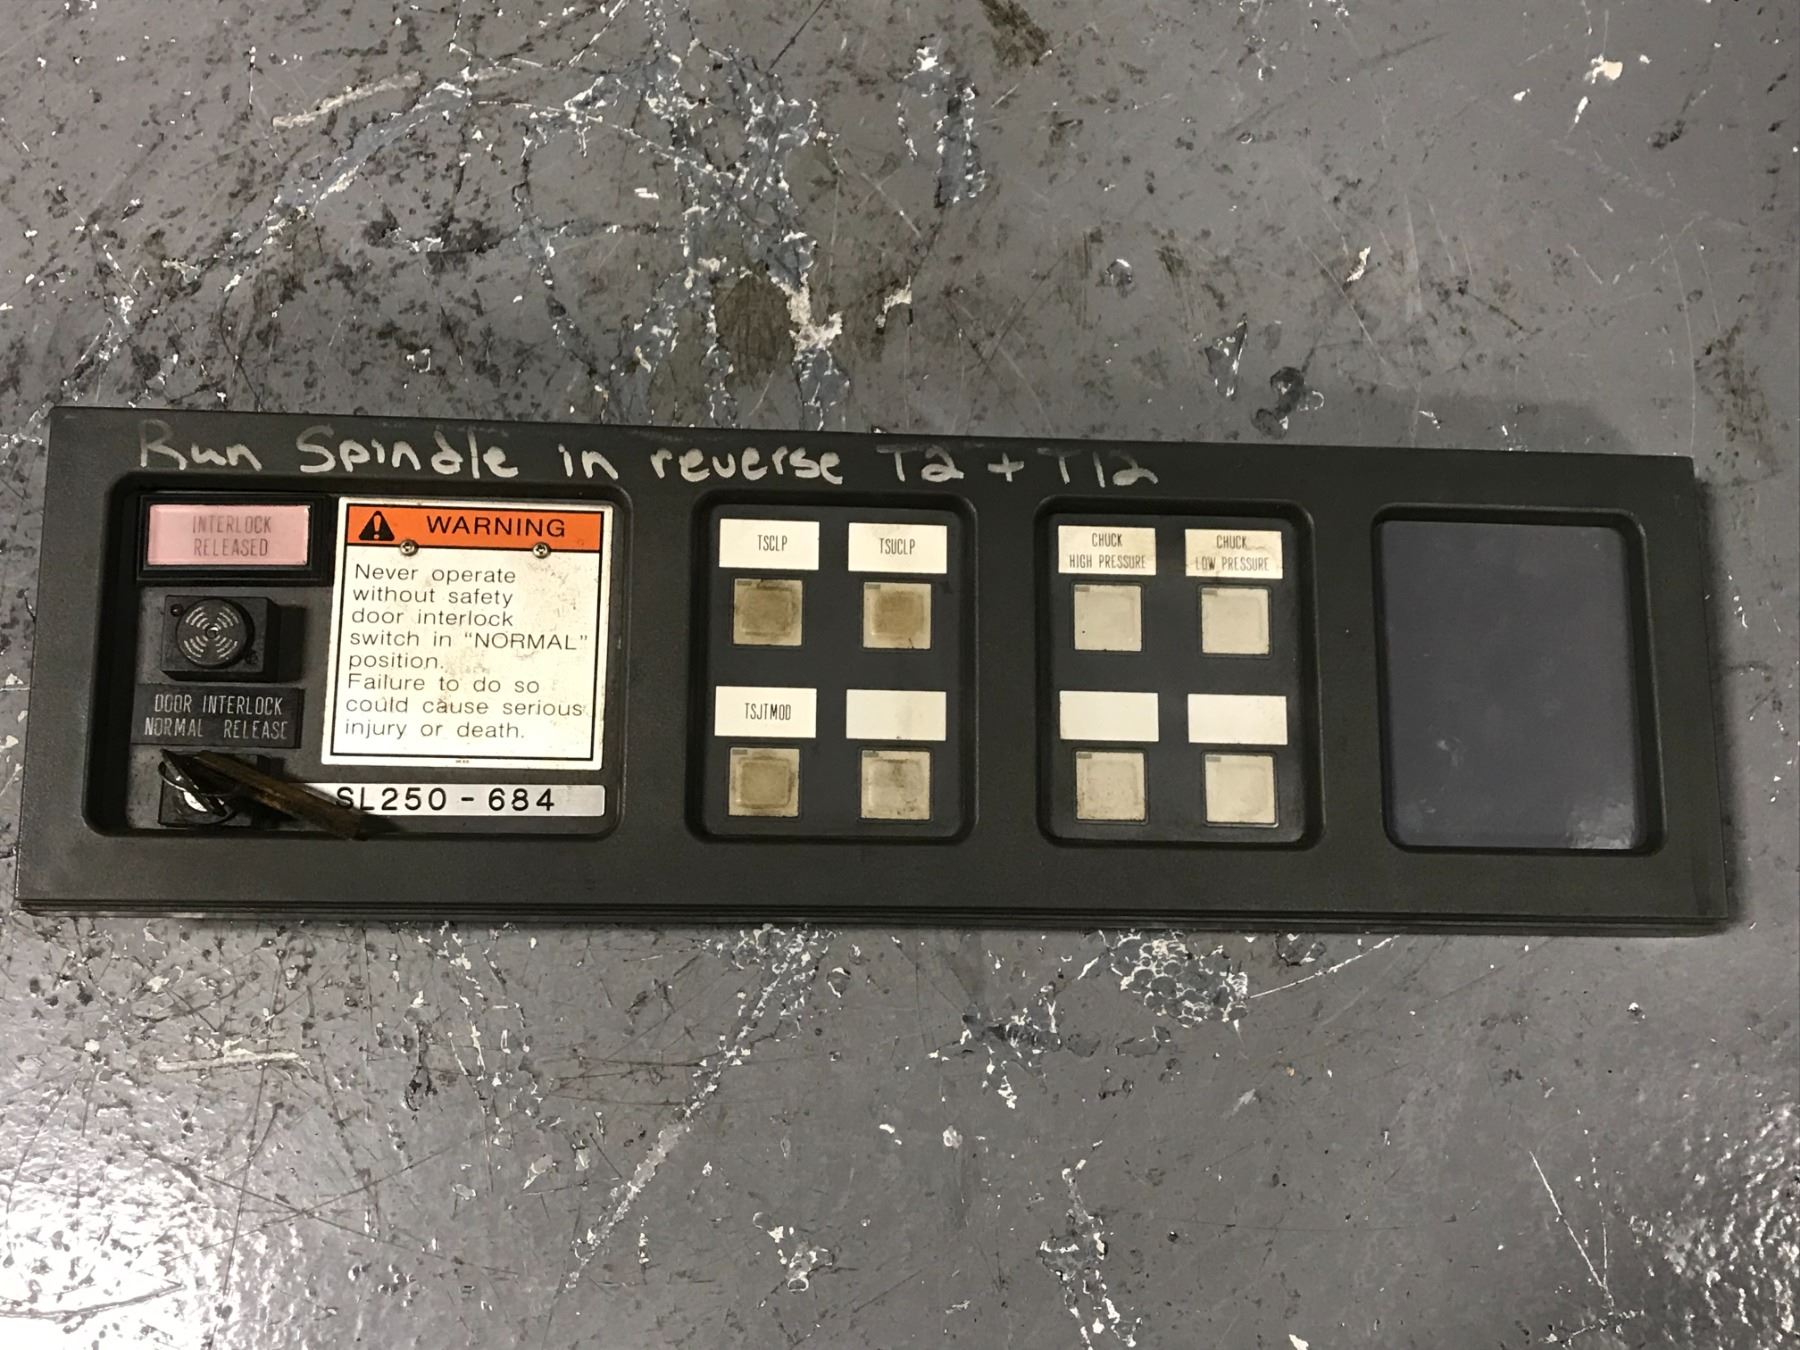 Run Spindle in reverse T2 + T12
INTERLOCK
RELEASED
WARNING
Never operate
without safety
door interlock
switch in “NORMAL”
position.
Failure to do so
could cause serious
injury or death.
DOOR INTERLOCK
NORMAL RELEASE
SL250-684
TSCLP
TSUCLP
TSJTMOD
CHUCK
HIGH PRESSURE
CHUCK
LOW PRESSURE